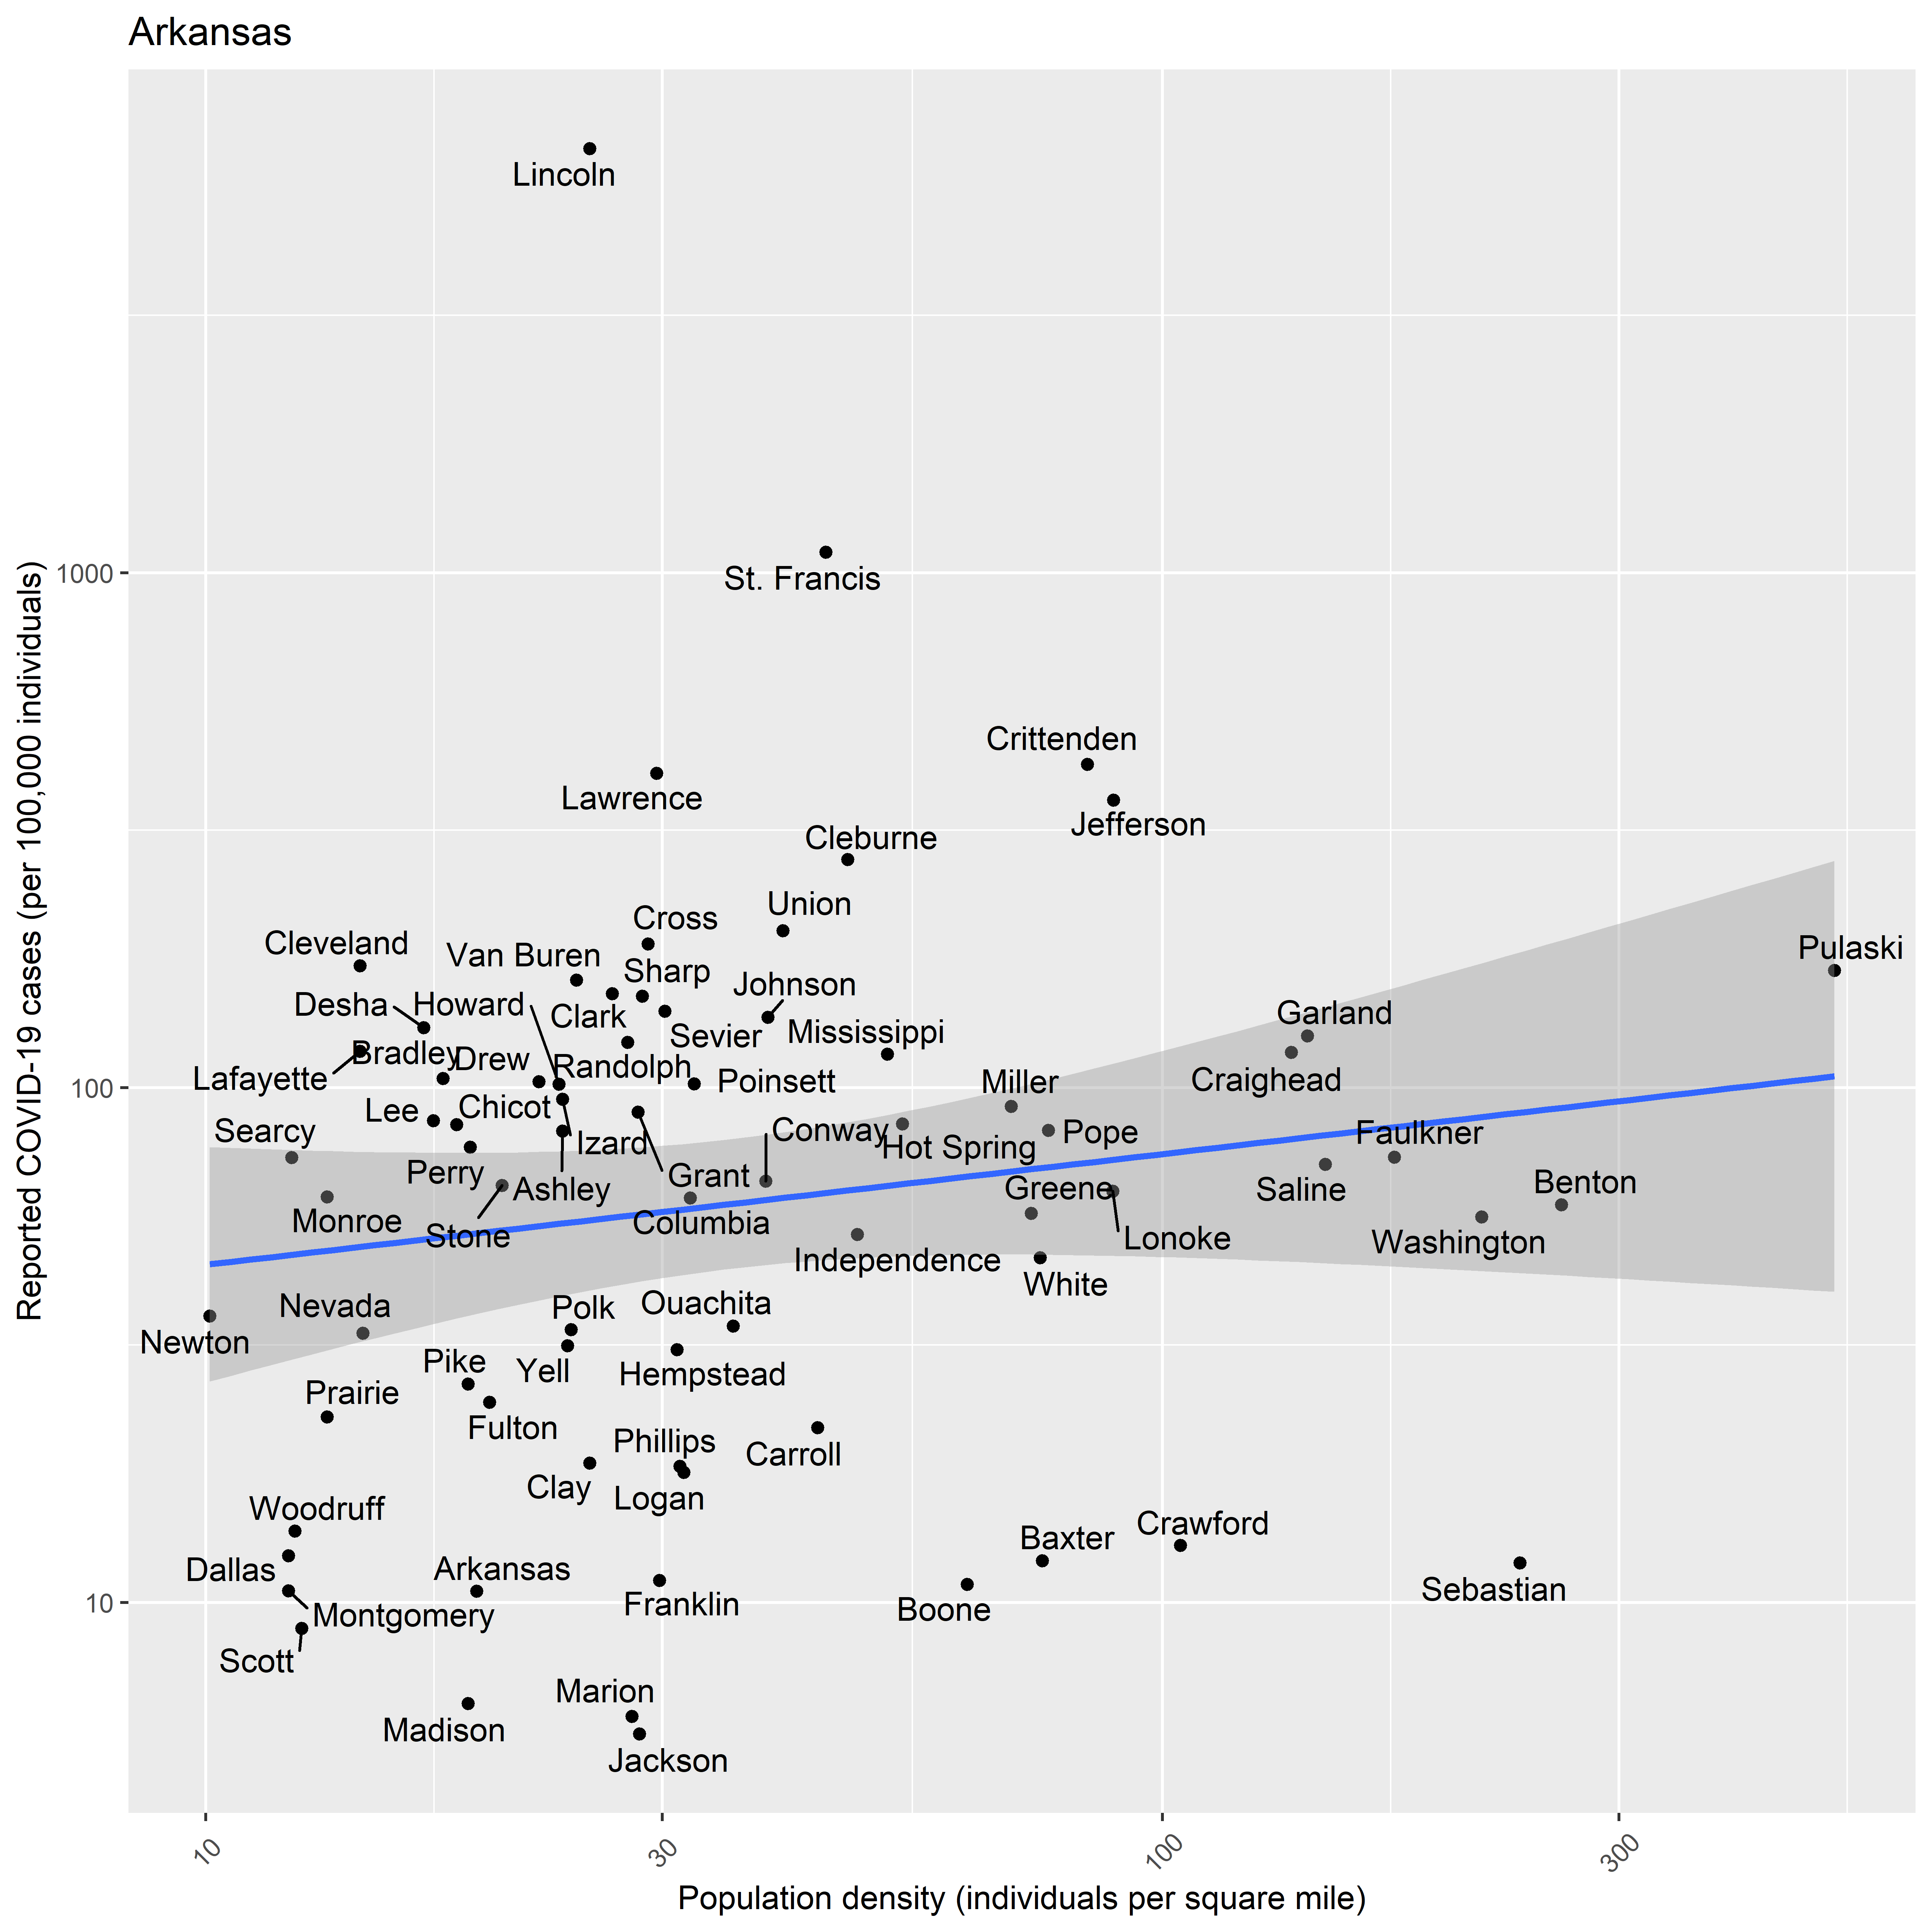 Arkansas
Lincoln
1000
St. Francis
Crittenden
Lawrence
Jefferson
Cleburne
Union
Cross
Cleveland
Van Buren
Pulaski
Sharp
Johnson
Desha
Howard
Clark
Garland
Sevier
Mississippi
Bradley
Drew
Randolph
Lafayette
Poinsett
Miller
Craighead
100
Lee
Chicot
Searcy
Izard
Conway
Hot Spring
Pope
Faulkner
Perry
Grant
Ashley
Greene
Saline
Benton
Monroe
Stone
Columbia
Lonoke
Washington
Independence
White
Nevada
Polk
Ouachita
Newton
Pike
Yell
Hempstead
Prairie
Fulton
Phillips
Carroll
Clay
Logan
Woodruff
Crawford
Baxter
Dallas
Arkansas
Sebastian
10
Franklin
Boone
Montgomery
Scott
Marion
Madison
Jackson
10
30
100
300
Population density (individuals per square mile)
Reported COVID-19 cases (per 100,000 individuals)